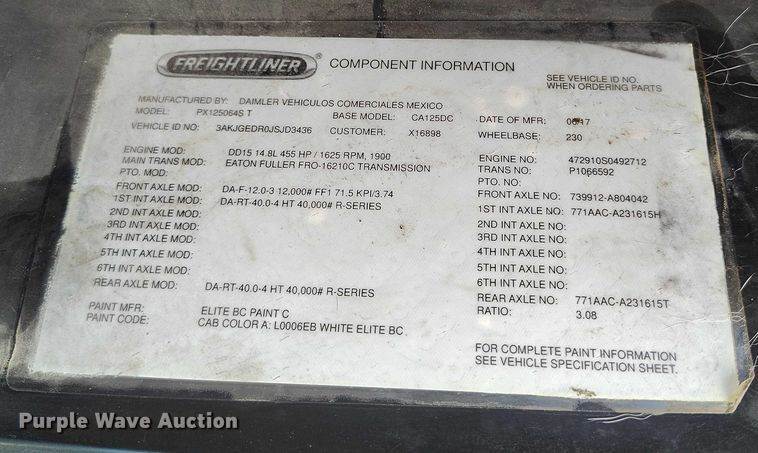 FREIGHTLINER® COMPONENT INFORMATION
SEE VEHICLE ID NO.
WHEN ORDERING PARTS
MANUFACTURED BY: DAIMLER VEHICULOS COMERCIALES MEXICO
MODEL: PX125064S T BASE MODEL: CA125DC DATE OF MFR: 06-17
VEHICLE ID NO: 3AKJGEDR0JSJD3436 CUSTOMER: X16898 WHEELBASE: 230
ENGINE MOD: DD15 14.8L 455 HP / 1625 RPM, 1900 ENGINE NO: 472910S0492712
MAIN TRANS MOD: EATON FULLER FRO-16210C TRANSMISSION TRANS NO: P1066592
PTO. MOD: PTO. NO:
FRONT AXLE MOD: DA-F-12.0-3 12,000# FF1 71.5 KPI/3.74 FRONT AXLE NO: 739912-A804042
1ST INT AXLE MOD: DA-RT-40.0-4 HT 40,000# R-SERIES 1ST INT AXLE NO: 771AAC-A231615H
2ND INT AXLE MOD: 2ND INT AXLE NO:
3RD INT AXLE MOD: 3RD INT AXLE NO:
4TH INT AXLE MOD: 4TH INT AXLE NO:
5TH INT AXLE MOD: 5TH INT AXLE NO:
6TH INT AXLE MOD: 6TH INT AXLE NO:
REAR AXLE MOD: DA-RT-40.0-4 HT 40,000# R-SERIES REAR AXLE NO: 771AAC-A231615T
PAINT MFR: ELITE BC PAINT C RATIO: 3.08
PAINT CODE: CAB COLOR A: L0006EB WHITE ELITE BC
FOR COMPLETE PAINT INFORMATION
SEE VEHICLE SPECIFICATION SHEET.
Purple Wave Auction